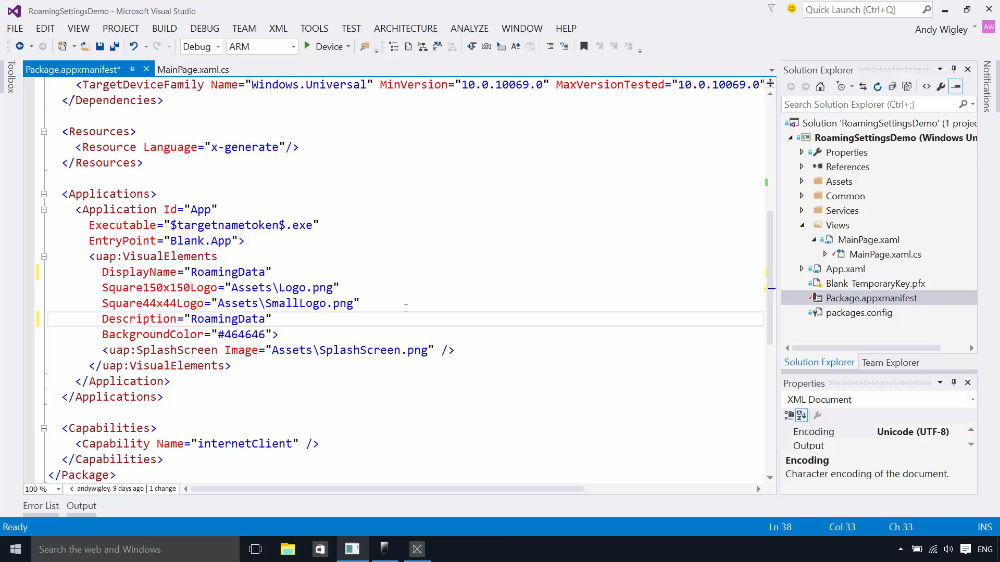 RoamingSettingsDemo - Microsoft Visual Studio
Quick Launch (Ctrl+Q)
FILE EDIT VIEW PROJECT BUILD DEBUG TEAM XML TOOLS TEST ARCHITECTURE ANALYZE WINDOW HELP
Andy Wigley AW
Debug ARM Device
Toolbox
Package.appxmanifest* MainPage.xaml.cs
<TargetDeviceFamily Name="Windows.Universal" MinVersion="10.0.10069.0" MaxVersionTested="10.0.10069.0"
</Dependencies>
<Resources>
<Resource Language="x-generate"/>
</Resources>
<Applications>
<Application Id="App"
Executable="$targetnametoken$.exe"
EntryPoint="Blank.App">
<uap:VisualElements
DisplayName="RoamingData"
Square150x150Logo="Assets\Logo.png"
Square44x44Logo="Assets\SmallLogo.png"
Description="RoamingData"
BackgroundColor="#464646">
<uap:SplashScreen Image="Assets\SplashScreen.png" />
</uap:VisualElements>
</Application>
</Applications>
<Capabilities>
<Capability Name="internetClient" />
</Capabilities>
</Package>
100 % andywigley, 9 days ago | 1 change
Error List Output
Solution Explorer
Search Solution Explorer (Ctrl+;)
Solution 'RoamingSettingsDemo' (1 projec
RoamingSettingsDemo (Windows Un
Properties
References
Assets
Common
Services
Views
MainPage.xaml
MainPage.xaml.cs
App.xaml
Blank_TemporaryKey.pfx
Package.appxmanifest
packages.config
Solution Explorer Team Explorer
Properties
XML Document
Encoding Unicode (UTF-8)
Output
Encoding
Character encoding of the document.
Notifications
Ready Ln 38 Col 33 Ch 33 INS
Search the web and Windows
ENG